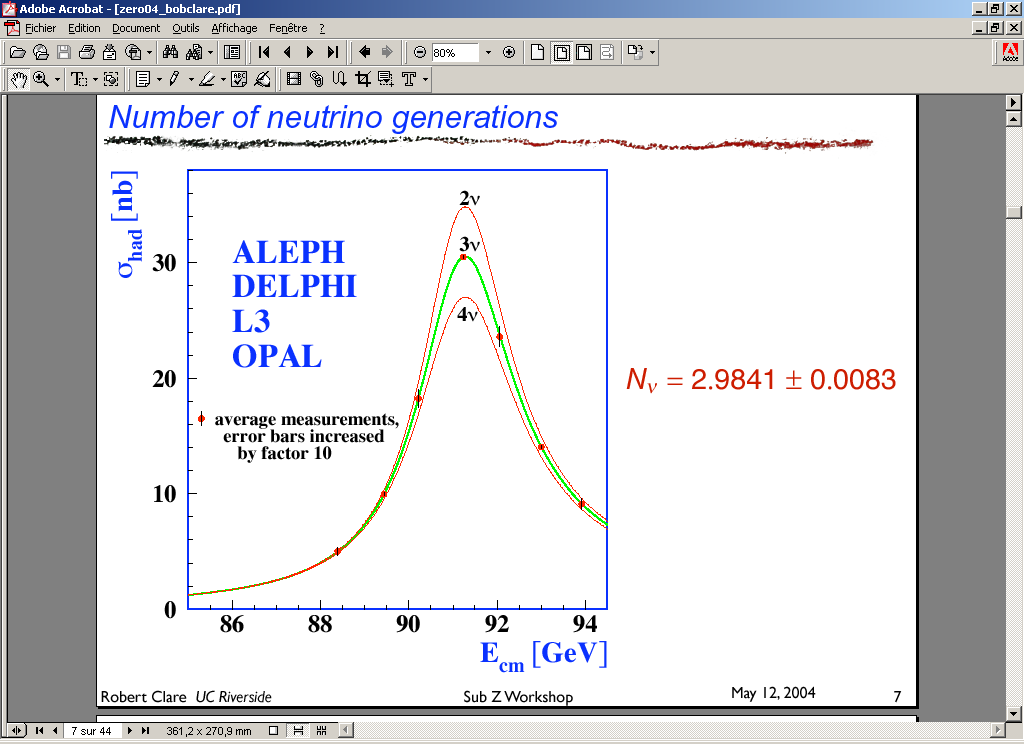 Adobe Acrobat - [zero04_bobclare.pdf]
Fichier Edition Document Outils Affichage Fenêtre ?
80%
Adobe
Number of neutrino generations
σhad [nb]
2ν
3ν
4ν
ALEPH
DELPHI
L3
OPAL
average measurements,
error bars increased
by factor 10
30
20
10
0
86 88 90 92 94
Ecm [GeV]
Nν = 2.9841 ± 0.0083
Robert Clare UC Riverside Sub Z Workshop May 12, 2004 7
7 sur 44 361,2 x 270,9 mm